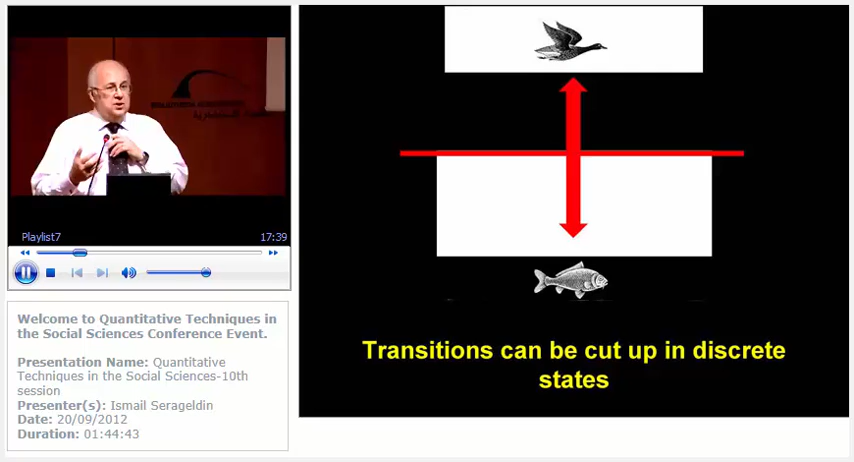 Playlist7
17:39
Welcome to Quantitative Techniques in
the Social Sciences Conference Event.
Presentation Name: Quantitative
Techniques in the Social Sciences-10th
session
Presenter(s): Ismail Serageldin
Date: 20/09/2012
Duration: 01:44:43
Transitions can be cut up in discrete
states